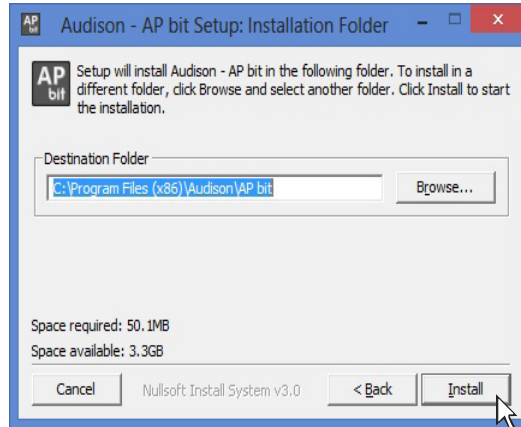 AP
bit
Audison - AP bit Setup: Installation Folder
AP
bit
Setup will install Audison - AP bit in the following folder. To install in a
different folder, click Browse and select another folder. Click Install to start
the installation.
Destination Folder
C:\Program Files (x86)\Audison\AP bit
Browse...
Space required: 50.1MB
Space available: 3.3GB
Cancel
Nullsoft Install System v3.0
< Back
Install